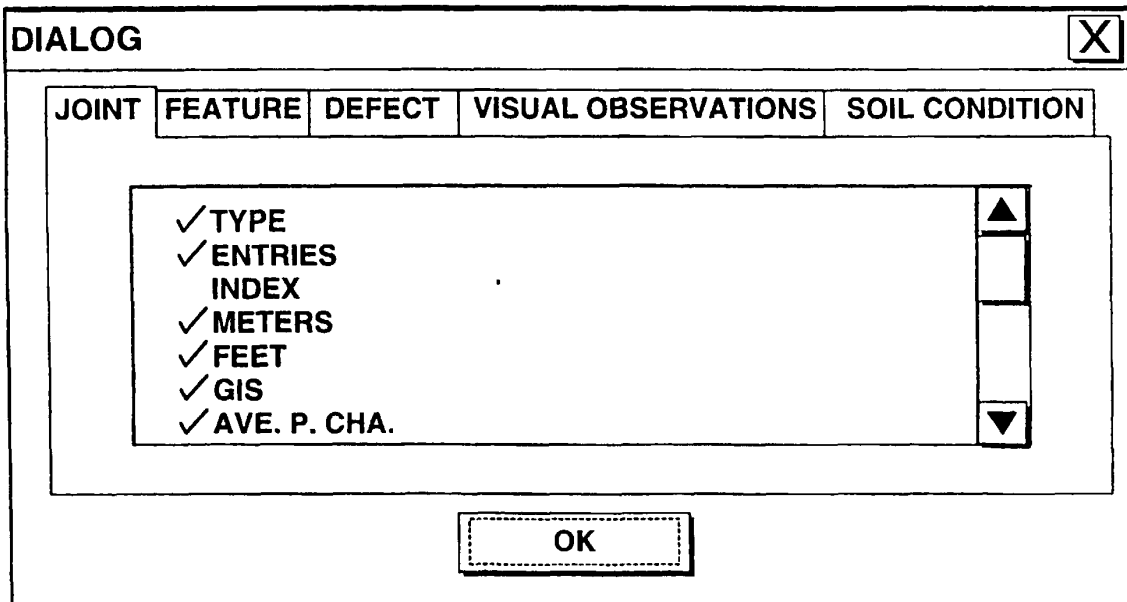 DIALOG X
JOINT FEATURE DEFECT VISUAL OBSERVATIONS SOIL CONDITION
✓TYPE
✓ENTRIES
INDEX
✓METERS
✓FEET
✓GIS
✓AVE. P. CHA.
OK